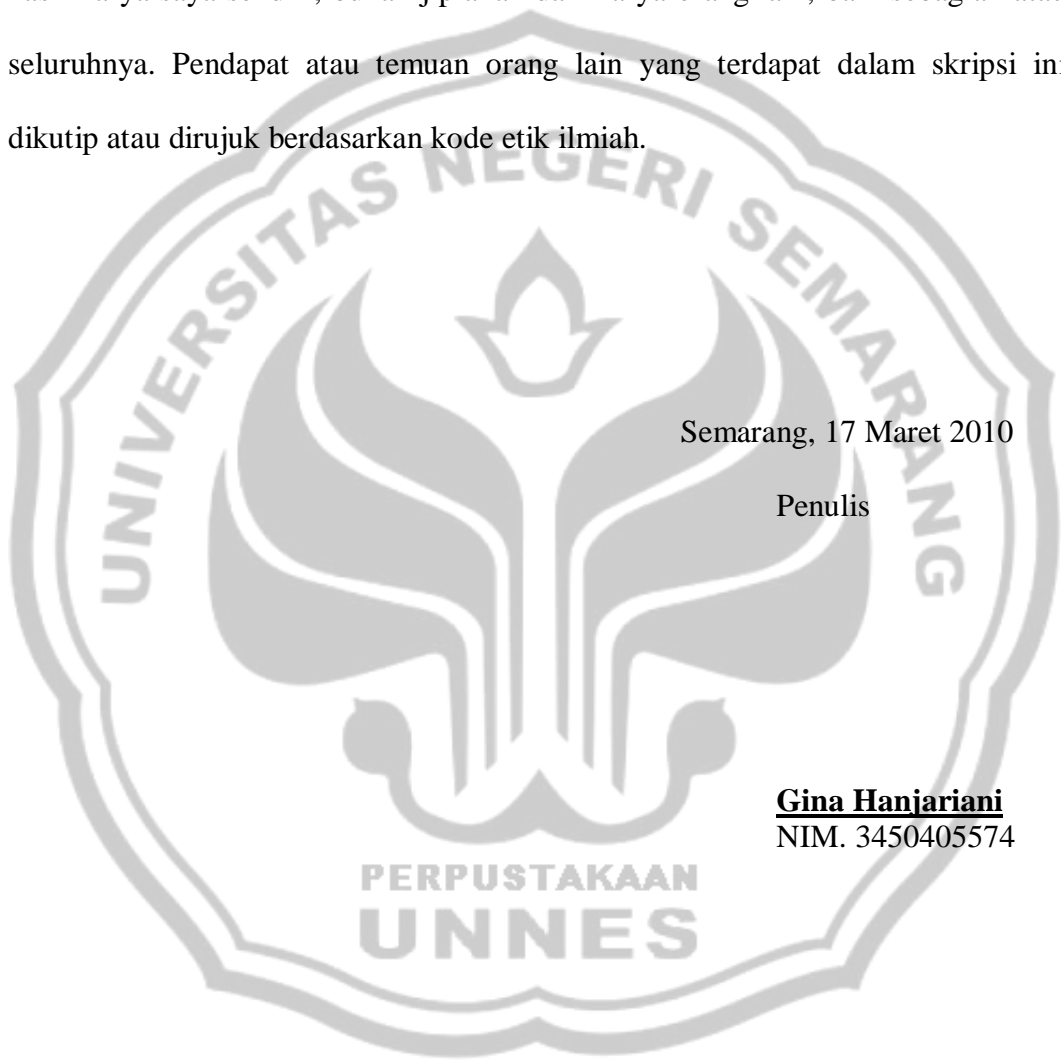 seluruhnya. Pendapat atau temuan orang lain yang terdapat dalam skripsi ini
dikutip atau dirujuk berdasarkan kode etik ilmiah.
UNIVERSITAS NEGERI SEMARANG
Semarang, 17 Maret 2010
Penulis
Gina Hanjariani
NIM. 3450405574
PERPUSTAKAAN
UNNES